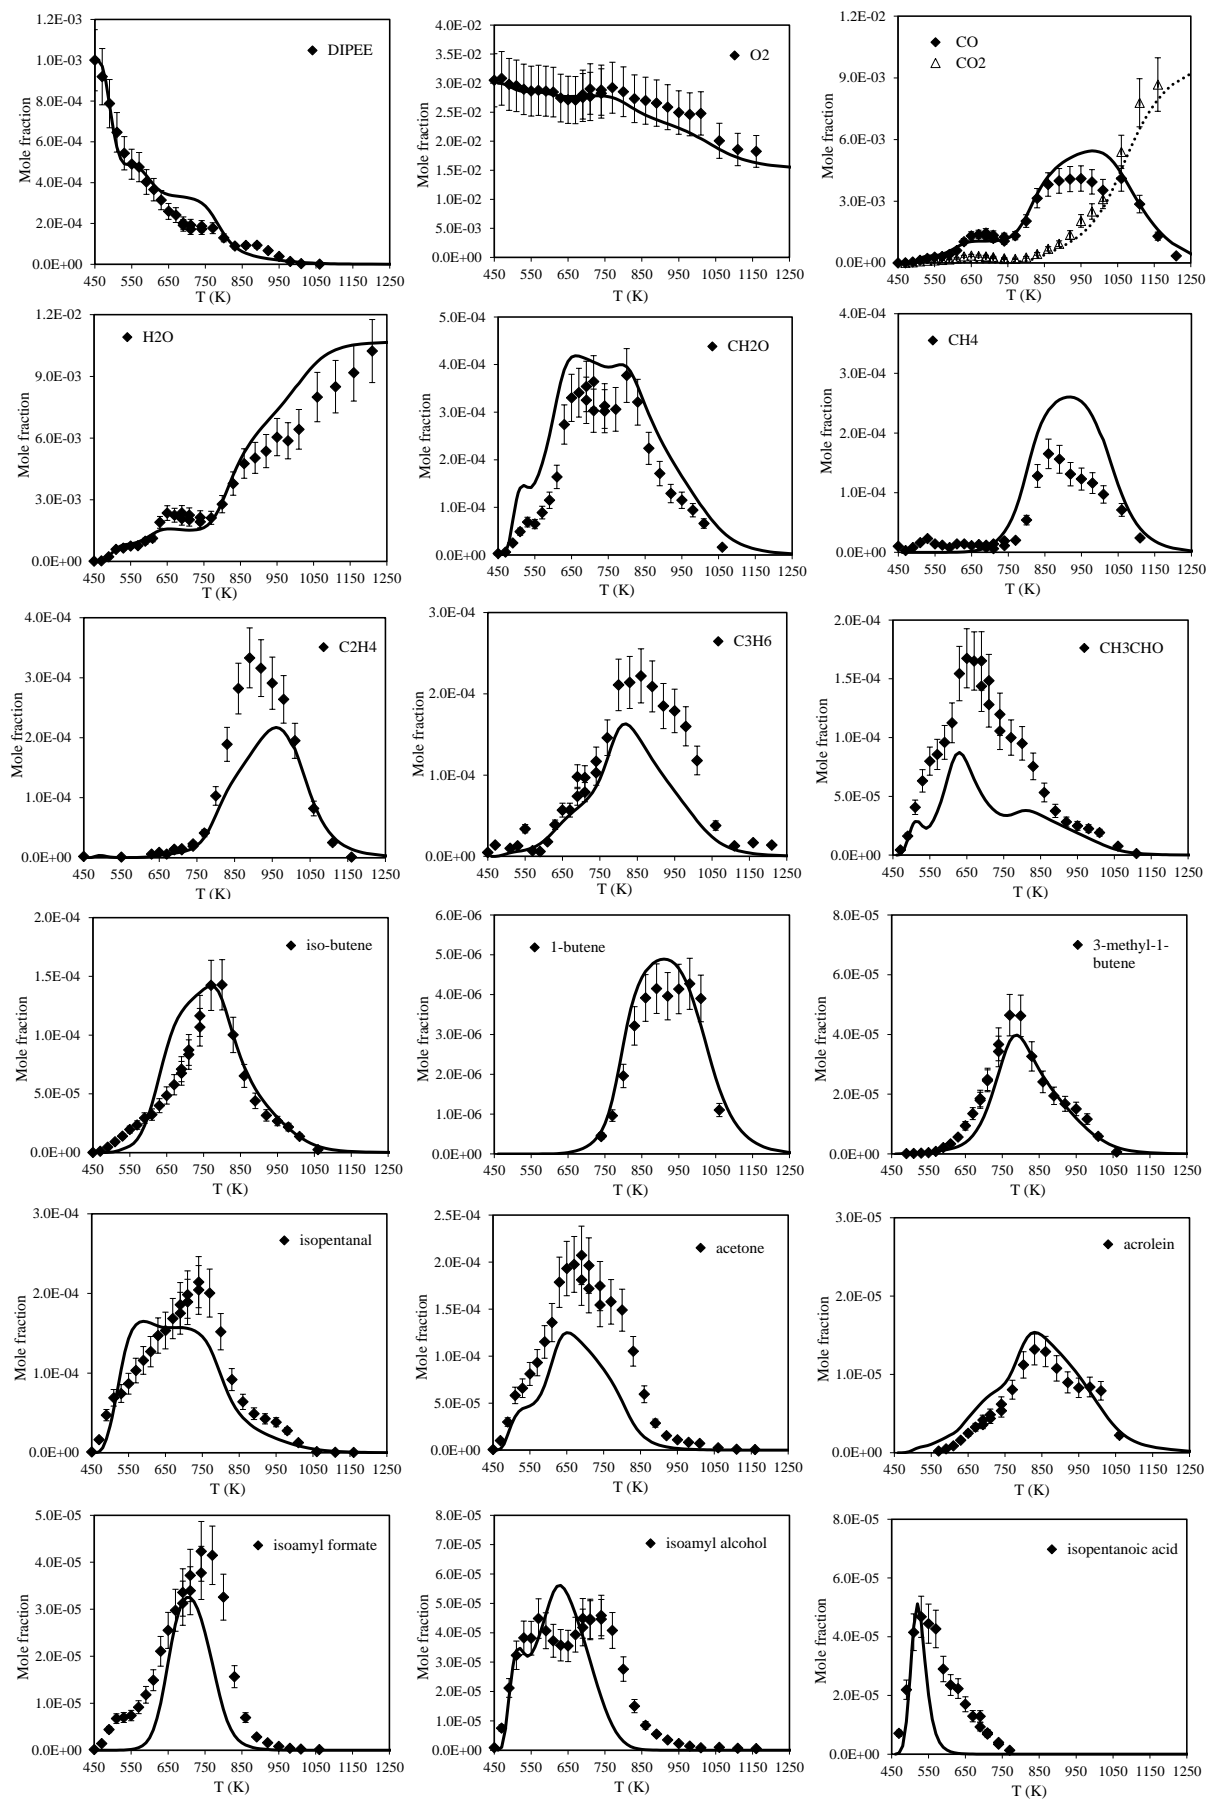 1.2E-03
1.0E-03
8.0E-04
6.0E-04
4.0E-04
2.0E-04
0.0E+00
Mole fraction
DIPEE
450 550 650 750 850 950 1050 1150 1250
T (K)
4.0E-02
3.5E-02
3.0E-02
2.5E-02
2.0E-02
1.5E-02
1.0E-02
5.0E-03
0.0E+00
Mole fraction
O2
450 550 650 750 850 950 1050 1150 1250
T (K)
1.2E-02
9.0E-03
6.0E-03
3.0E-03
0.0E+00
Mole fraction
CO
CO2
450 550 650 750 850 950 1050 1150 1250
T (K)
1.2E-02
9.0E-03
6.0E-03
3.0E-03
0.0E+00
Mole fraction
H2O
450 550 650 750 850 950 1050 1150 1250
T (K)
5.0E-04
4.0E-04
3.0E-04
2.0E-04
1.0E-04
0.0E+00
Mole fraction
CH2O
450 550 650 750 850 950 1050 1150 1250
T (K)
4.0E-04
3.0E-04
2.0E-04
1.0E-04
0.0E+00
Mole fraction
CH4
450 550 650 750 850 950 1050 1150 1250
T (K)
4.0E-04
3.0E-04
2.0E-04
1.0E-04
0.0E+00
Mole fraction
C2H4
450 550 650 750 850 950 1050 1150 1250
T (K)
3.0E-04
2.0E-04
1.0E-04
0.0E+00
Mole fraction
C3H6
450 550 650 750 850 950 1050 1150 1250
T (K)
2.0E-04
1.5E-04
1.0E-04
5.0E-05
0.0E+00
Mole fraction
CH3CHO
450 550 650 750 850 950 1050 1150 1250
T (K)
2.0E-04
1.5E-04
1.0E-04
5.0E-05
0.0E+00
Mole fraction
iso-butene
450 550 650 750 850 950 1050 1150 1250
T (K)
6.0E-06
5.0E-06
4.0E-06
3.0E-06
2.0E-06
1.0E-06
0.0E+00
Mole fraction
1-butene
450 550 650 750 850 950 1050 1150 1250
T (K)
8.0E-05
6.0E-05
4.0E-05
2.0E-05
0.0E+00
Mole fraction
3-methyl-1-
butene
450 550 650 750 850 950 1050 1150 1250
T (K)
3.0E-04
2.0E-04
1.0E-04
0.0E+00
Mole fraction
isopentanal
450 550 650 750 850 950 1050 1150 1250
T (K)
2.5E-04
2.0E-04
1.5E-04
1.0E-04
5.0E-05
0.0E+00
Mole fraction
acetone
450 550 650 750 850 950 1050 1150 1250
T (K)
3.0E-05
2.0E-05
1.0E-05
0.0E+00
Mole fraction
acrolein
450 550 650 750 850 950 1050 1150 1250
T (K)
5.0E-05
4.0E-05
3.0E-05
2.0E-05
1.0E-05
0.0E+00
Mole fraction
isoamyl formate
450 550 650 750 850 950 1050 1150 1250
T (K)
8.0E-05
7.0E-05
6.0E-05
5.0E-05
4.0E-05
3.0E-05
2.0E-05
1.0E-05
0.0E+00
Mole fraction
isoamyl alcohol
450 550 650 750 850 950 1050 1150 1250
T (K)
8.0E-05
6.0E-05
4.0E-05
2.0E-05
0.0E+00
Mole fraction
isopentanoic acid
450 550 650 750 850 950 1050 1150 1250
T (K)